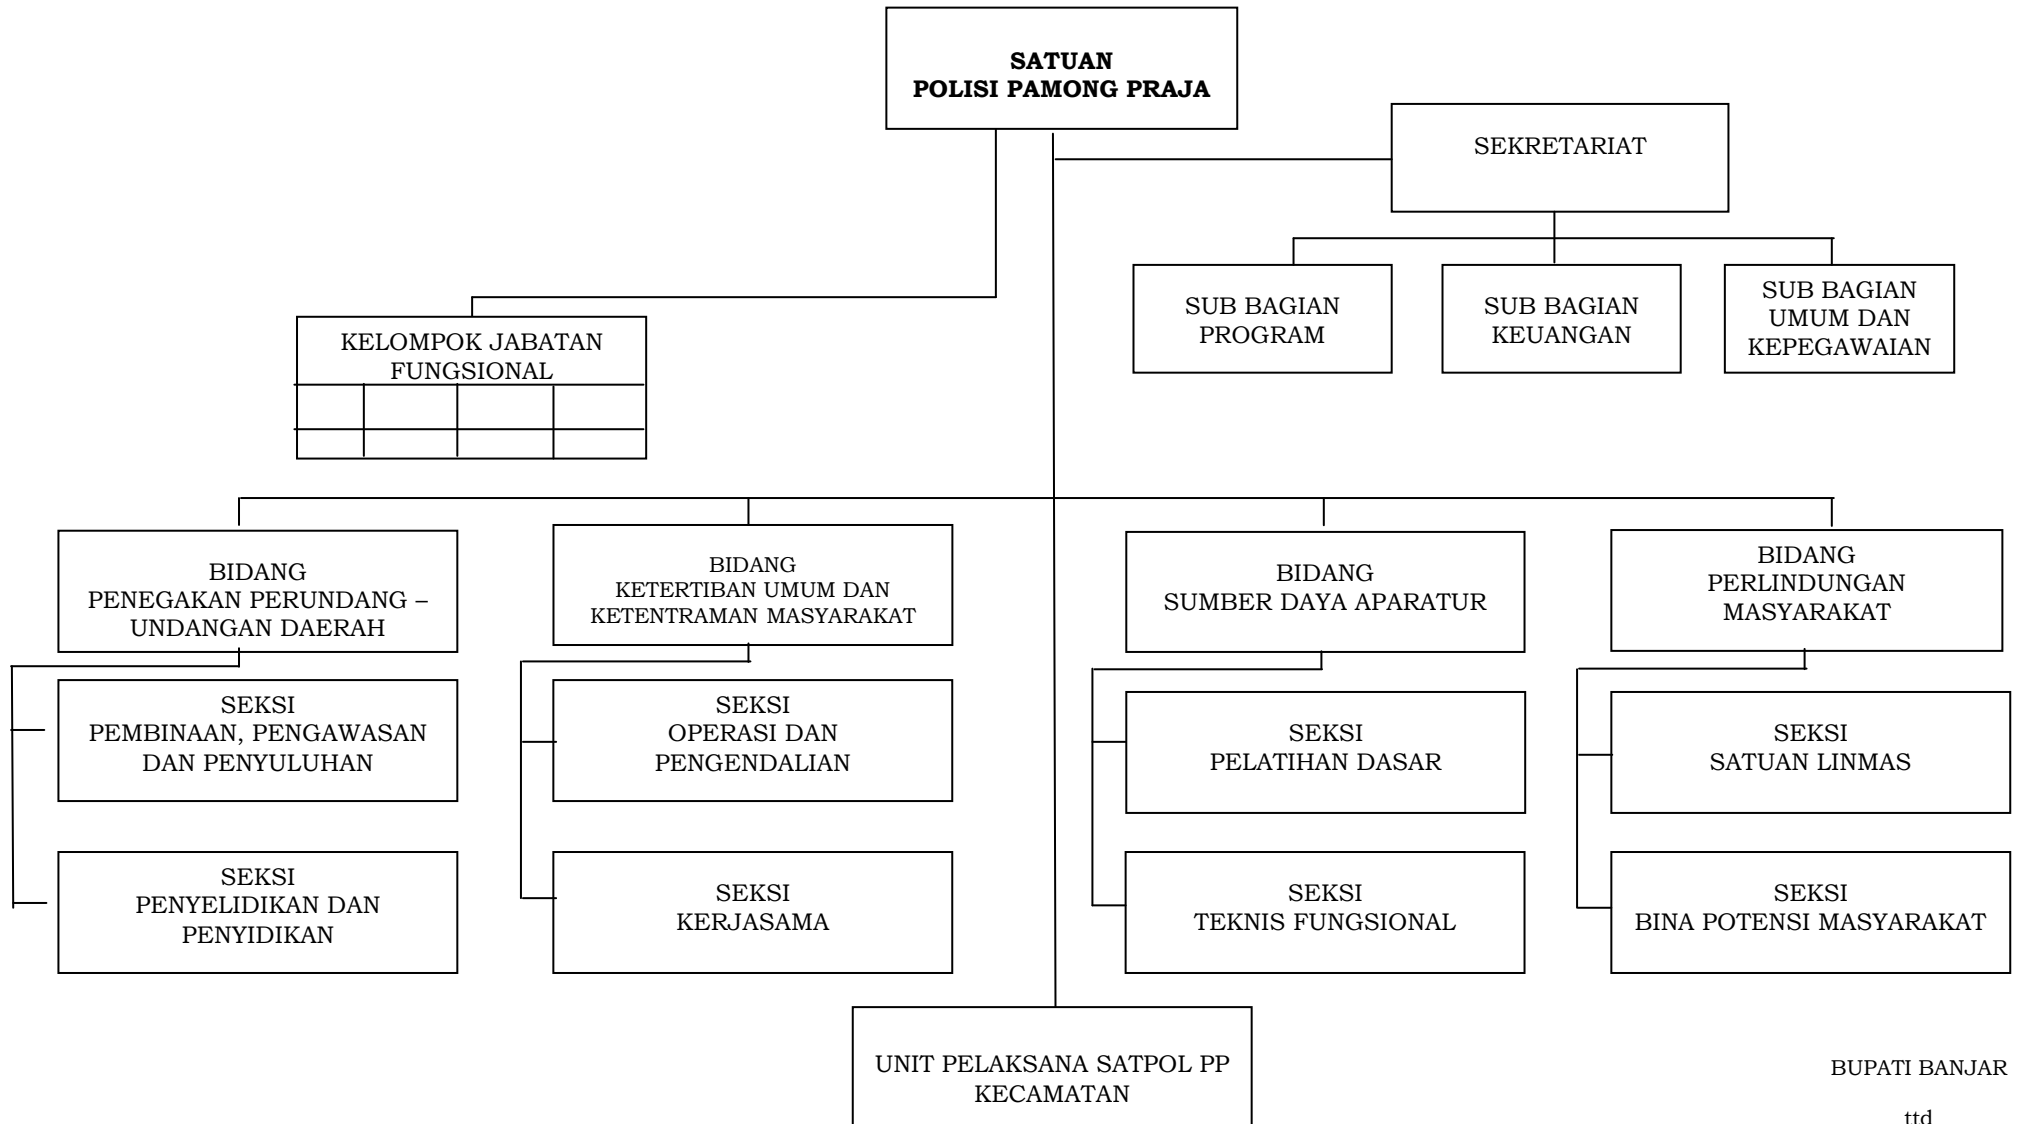 SATUAN
POLISI PAMONG PRAJA
SEKRETARIAT
SUB BAGIAN
PROGRAM
SUB BAGIAN
KEUANGAN
SUB BAGIAN
UMUM DAN
KEPEGAWAIAN
KELOMPOK JABATAN
FUNGSIONAL
BIDANG
PENEGAKAN PERUNDANG –
UNDANGAN DAERAH
BIDANG
KETERTIBAN UMUM DAN
KETENTRAMAN MASYARAKAT
BIDANG
SUMBER DAYA APARATUR
BIDANG
PERLINDUNGAN
MASYARAKAT
SEKSI
PEMBINAAN, PENGAWASAN
DAN PENYULUHAN
SEKSI
OPERASI DAN
PENGENDALIAN
SEKSI
PELATIHAN DASAR
SEKSI
SATUAN LINMAS
SEKSI
PENYELIDIKAN DAN
PENYIDIKAN
SEKSI
KERJASAMA
SEKSI
TEKNIS FUNGSIONAL
SEKSI
BINA POTENSI MASYARAKAT
UNIT PELAKSANA SATPOL PP
KECAMATAN
BUPATI BANJAR
ttd